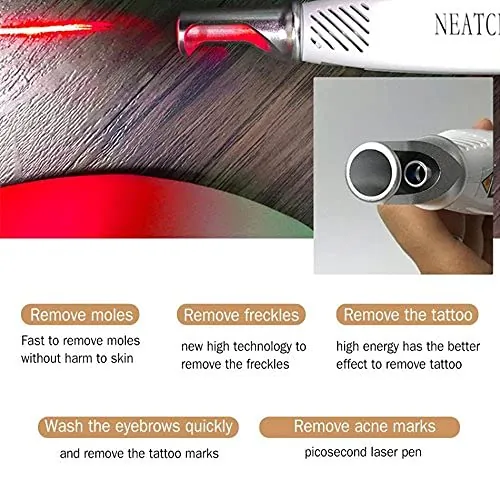 Remove moles
Fast to remove moles
without harm to skin
Remove freckles
new high technology to
remove the freckles
Remove the tattoo
high energy has the better
effect to remove tattoo
Wash the eyebrows quickly
and remove the tattoo marks
Remove acne marks
picosecond laser pen